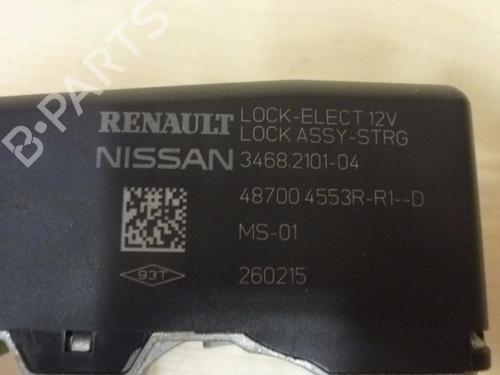 B-PARTS
RENAULT LOCK-ELECT 12V
LOCK ASSY-STRG
NISSAN 3468.2101-04
48700 4553R-R1--D
MS-01
93T 260215